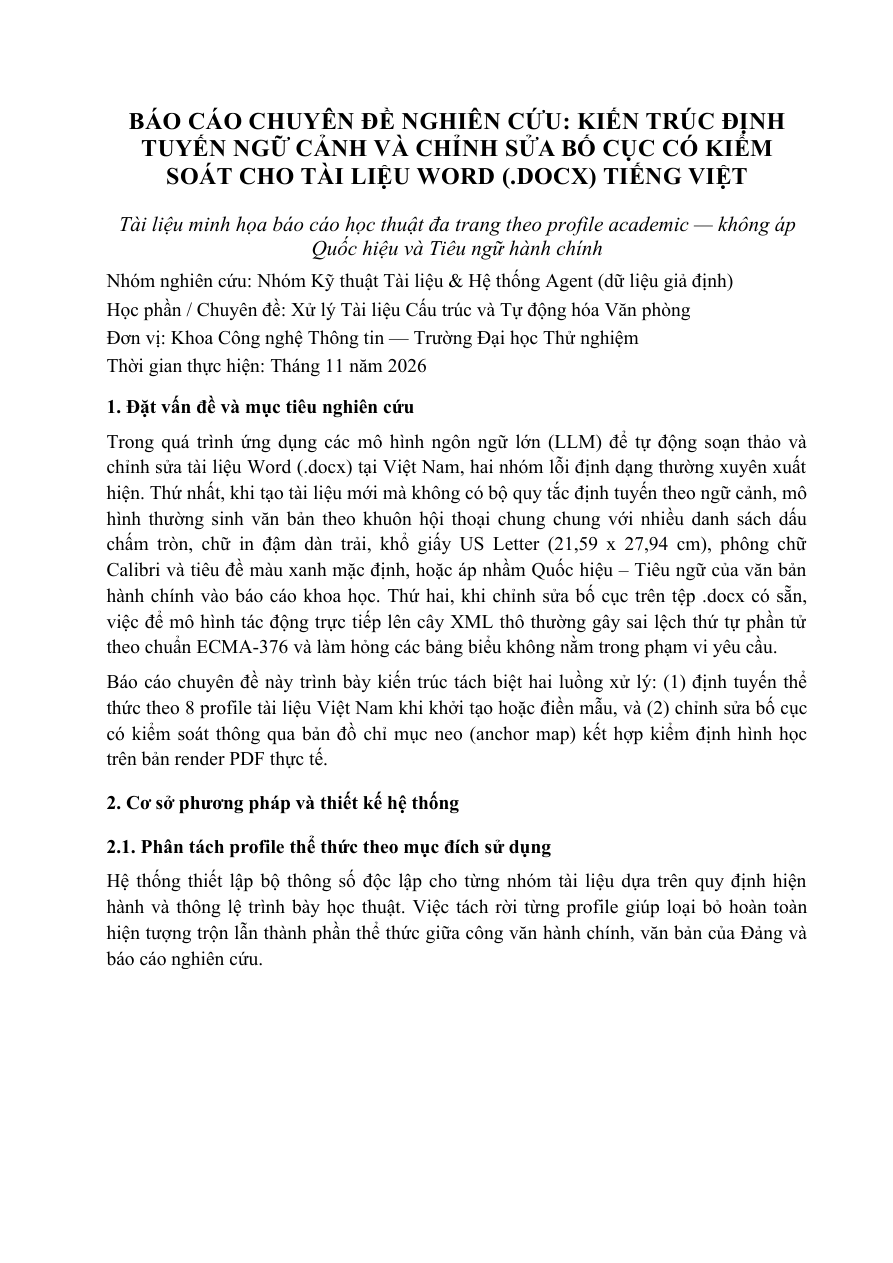 BÁO CÁO CHUYÊN ĐỀ NGHIÊN CỨU: KIẾN TRÚC ĐỊNH
TUYẾN NGỮ CẢNH VÀ CHỈNH SỬA BỐ CỤC CÓ KIỂM
SOÁT CHO TÀI LIỆU WORD (.DOCX) TIẾNG VIỆT
Tài liệu minh họa báo cáo học thuật đa trang theo profile academic — không áp
Quốc hiệu và Tiêu ngữ hành chính
Nhóm nghiên cứu: Nhóm Kỹ thuật Tài liệu & Hệ thống Agent (dữ liệu giả định)
Học phần / Chuyên đề: Xử lý Tài liệu Cấu trúc và Tự động hóa Văn phòng
Đơn vị: Khoa Công nghệ Thông tin — Trường Đại học Thử nghiệm
Thời gian thực hiện: Tháng 11 năm 2026
1. Đặt vấn đề và mục tiêu nghiên cứu
Trong quá trình ứng dụng các mô hình ngôn ngữ lớn (LLM) để tự động soạn thảo và
chỉnh sửa tài liệu Word (.docx) tại Việt Nam, hai nhóm lỗi định dạng thường xuyên xuất
hiện. Thứ nhất, khi tạo tài liệu mới mà không có bộ quy tắc định tuyến theo ngữ cảnh, mô
hình thường sinh văn bản theo khuôn hội thoại chung chung với nhiều danh sách dấu
chấm tròn, chữ in đậm dàn trải, khổ giấy US Letter (21,59 x 27,94 cm), phông chữ
Calibri và tiêu đề màu xanh mặc định, hoặc áp nhầm Quốc hiệu – Tiêu ngữ của văn bản
hành chính vào báo cáo khoa học. Thứ hai, khi chỉnh sửa bố cục trên tệp .docx có sẵn,
việc để mô hình tác động trực tiếp lên cây XML thô thường gây sai lệch thứ tự phần tử
theo chuẩn ECMA-376 và làm hỏng các bảng biểu không nằm trong phạm vi yêu cầu.
Báo cáo chuyên đề này trình bày kiến trúc tách biệt hai luồng xử lý: (1) định tuyến thể
thức theo 8 profile tài liệu Việt Nam khi khởi tạo hoặc điền mẫu, và (2) chỉnh sửa bố cục
có kiểm soát thông qua bản đồ chỉ mục neo (anchor map) kết hợp kiểm định hình học
trên bản render PDF thực tế.
2. Cơ sở phương pháp và thiết kế hệ thống
2.1. Phân tách profile thể thức theo mục đích sử dụng
Hệ thống thiết lập bộ thông số độc lập cho từng nhóm tài liệu dựa trên quy định hiện
hành và thông lệ trình bày học thuật. Việc tách rời từng profile giúp loại bỏ hoàn toàn
hiện tượng trộn lẫn thành phần thể thức giữa công văn hành chính, văn bản của Đảng và
báo cáo nghiên cứu.